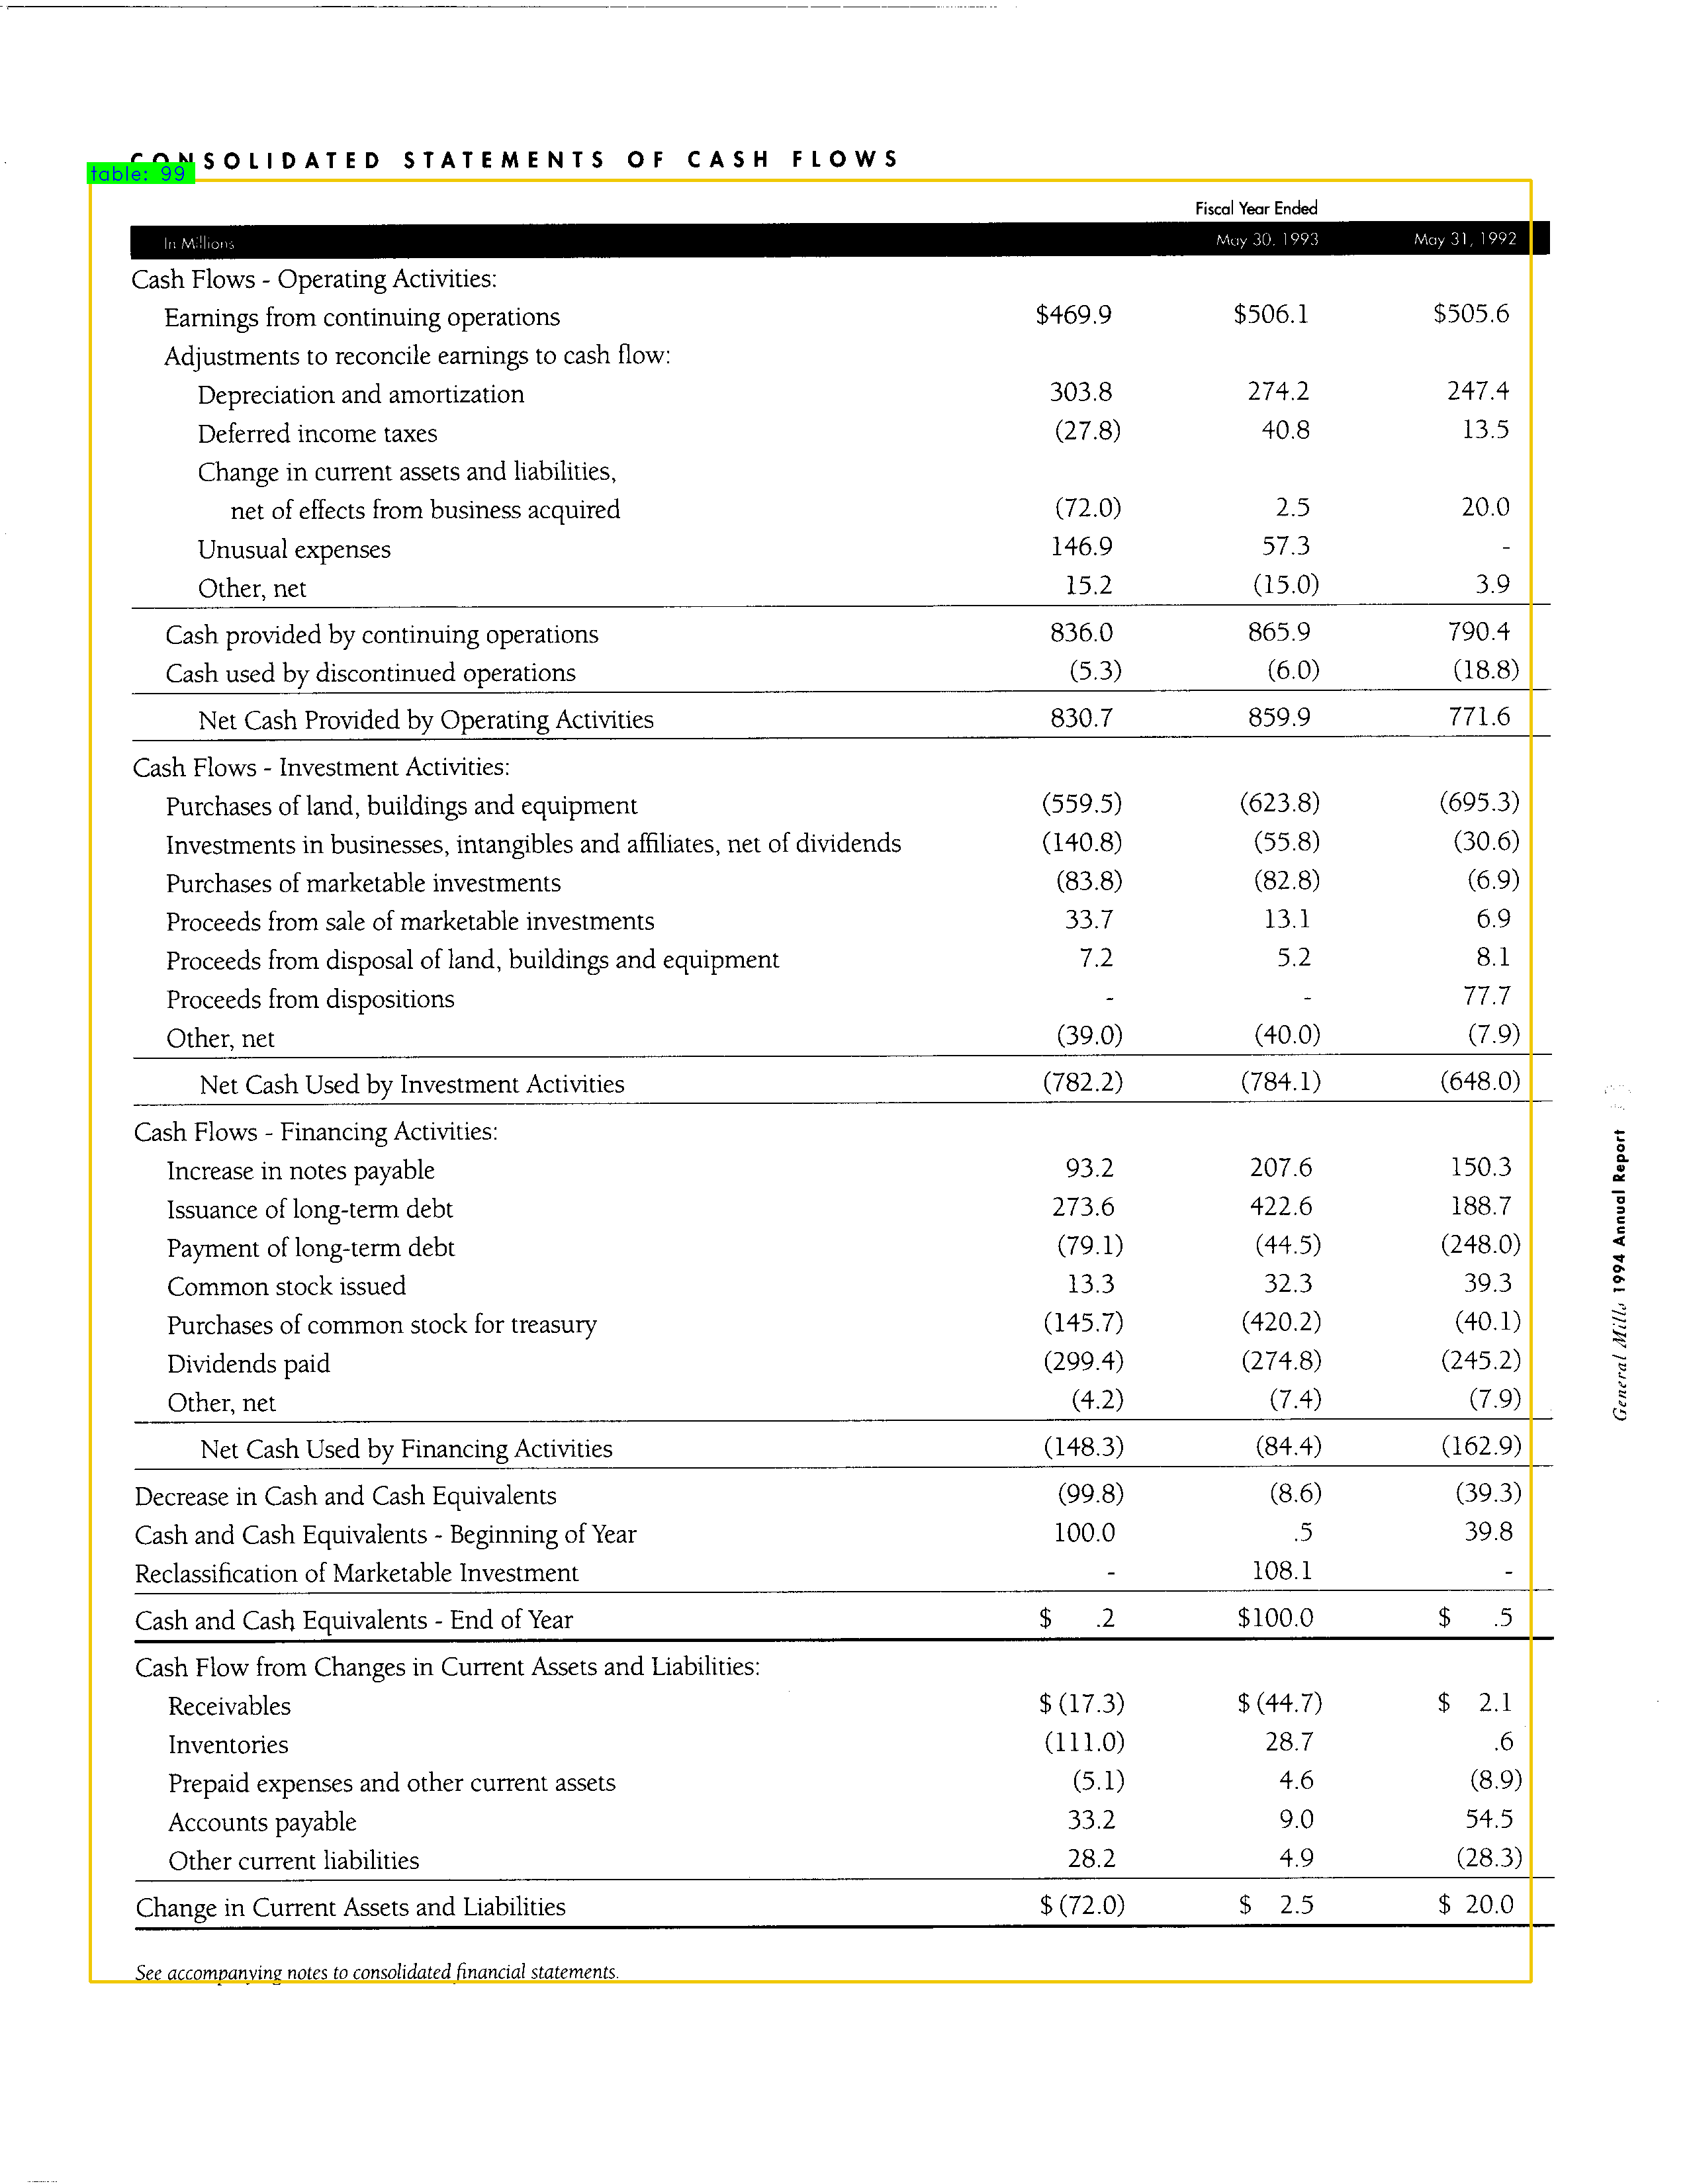 CONSOLIDATED STATEMENTS OF CASH FLOWS
table: 99
Fiscal Year Ended
In Millions May 30, 1993 May 31, 1992
Cash Flows - Operating Activities:
Earnings from continuing operations $469.9 $506.1 $505.6
Adjustments to reconcile earnings to cash flow:
Depreciation and amortization 303.8 274.2 247.4
Deferred income taxes (27.8) 40.8 13.5
Change in current assets and liabilities,
net of effects from business acquired (72.0) 2.5 20.0
Unusual expenses 146.9 57.3 -
Other, net 15.2 (15.0) 3.9
Cash provided by continuing operations 836.0 865.9 790.4
Cash used by discontinued operations (5.3) (6.0) (18.8)
Net Cash Provided by Operating Activities 830.7 859.9 771.6
Cash Flows - Investment Activities:
Purchases of land, buildings and equipment (559.5) (623.8) (695.3)
Investments in businesses, intangibles and affiliates, net of dividends (140.8) (55.8) (30.6)
Purchases of marketable investments (83.8) (82.8) (6.9)
Proceeds from sale of marketable investments 33.7 13.1 6.9
Proceeds from disposal of land, buildings and equipment 7.2 5.2 8.1
Proceeds from dispositions - - 77.7
Other, net (39.0) (40.0) (7.9)
Net Cash Used by Investment Activities (782.2) (784.1) (648.0)
Cash Flows - Financing Activities:
Increase in notes payable 93.2 207.6 150.3
Issuance of long-term debt 273.6 422.6 188.7
Payment of long-term debt (79.1) (44.5) (248.0)
Common stock issued 13.3 32.3 39.3
Purchases of common stock for treasury (145.7) (420.2) (40.1)
Dividends paid (299.4) (274.8) (245.2)
Other, net (4.2) (7.4) (7.9)
Net Cash Used by Financing Activities (148.3) (84.4) (162.9)
Decrease in Cash and Cash Equivalents (99.8) (8.6) (39.3)
Cash and Cash Equivalents - Beginning of Year 100.0 .5 39.8
Reclassification of Marketable Investment - 108.1 -
Cash and Cash Equivalents - End of Year $ .2 $100.0 $ .5
Cash Flow from Changes in Current Assets and Liabilities:
Receivables $ (17.3) $ (44.7) $ 2.1
Inventories (111.0) 28.7 .6
Prepaid expenses and other current assets (5.1) 4.6 (8.9)
Accounts payable 33.2 9.0 54.5
Other current liabilities 28.2 4.9 (28.3)
Change in Current Assets and Liabilities $ (72.0) $ 2.5 $ 20.0
See accompanying notes to consolidated financial statements.
General Mills 1994 Annual Report